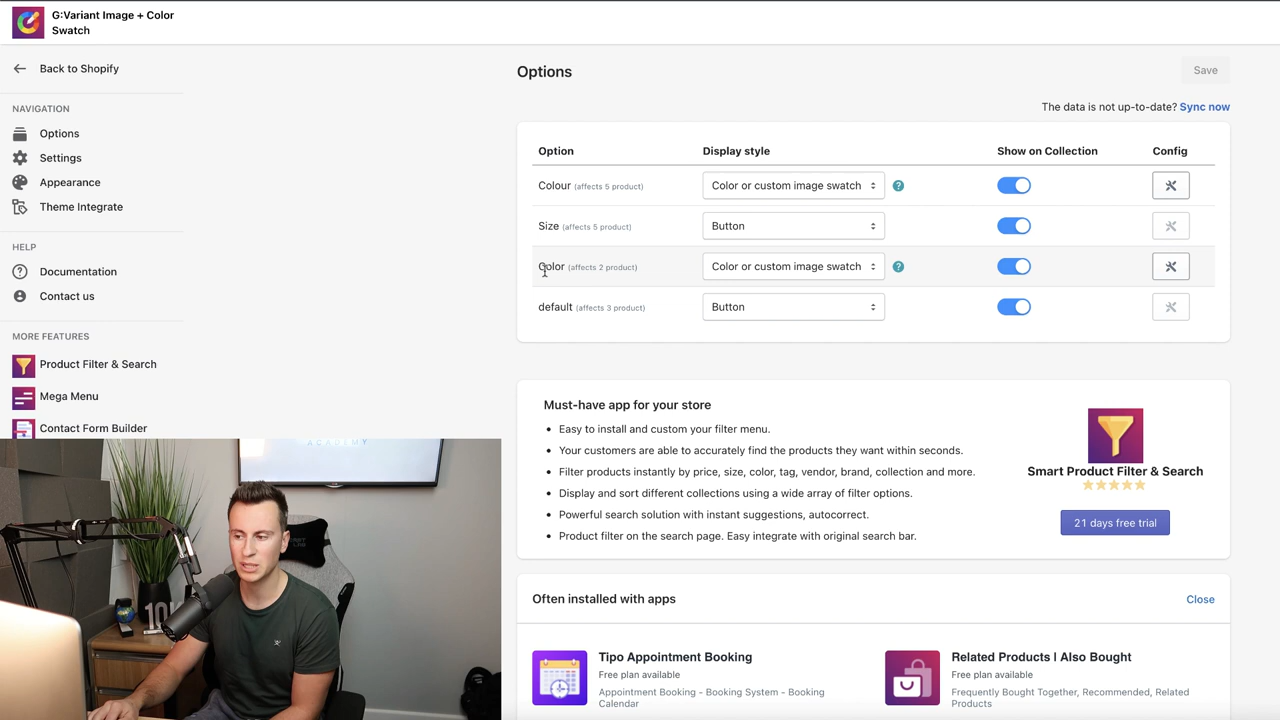 G:Variant Image + Color
Swatch
Back to Shopify
NAVIGATION
Options
Settings
Appearance
Theme Integrate
HELP
Documentation
Contact us
MORE FEATURES
Product Filter & Search
Mega Menu
Contact Form Builder
Options
Save
The data is not up-to-date? Sync now
Option Display style Show on Collection Config
Colour (affects 5 product) Color or custom image swatch ?
Size (affects 5 product) Button
Color (affects 2 product) Color or custom image swatch ?
default (affects 3 product) Button
Must-have app for your store
Easy to install and custom your filter menu.
Your customers are able to accurately find the products they want within seconds.
Filter products instantly by price, size, color, tag, vendor, brand, collection and more.
Display and sort different collections using a wide array of filter options.
Powerful search solution with instant suggestions, autocorrect.
Product filter on the search page. Easy integrate with original search bar.
Smart Product Filter & Search
21 days free trial
Often installed with apps
Close
Tipo Appointment Booking
Free plan available
Appointment Booking - Booking System - Booking
Calendar
Related Products | Also Bought
Free plan available
Frequently Bought Together, Recommended, Related
Products
ACADEMY
10K